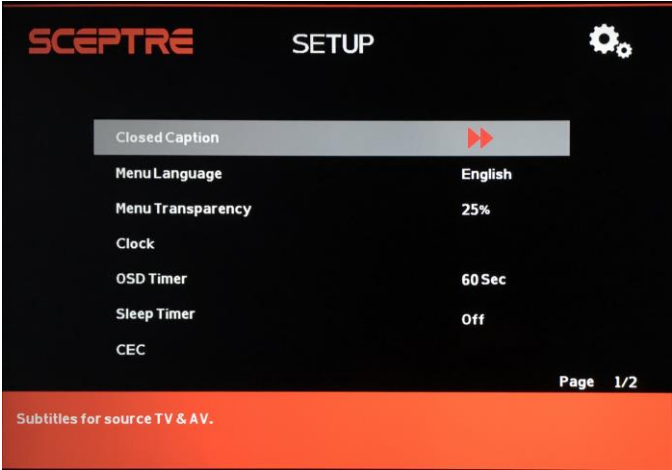 SCEPTRE SETUP
Closed Caption
Menu Language English
Menu Transparency 25%
Clock
OSD Timer 60 Sec
Sleep Timer Off
CEC
Page 1/2
Subtitles for source TV & AV.